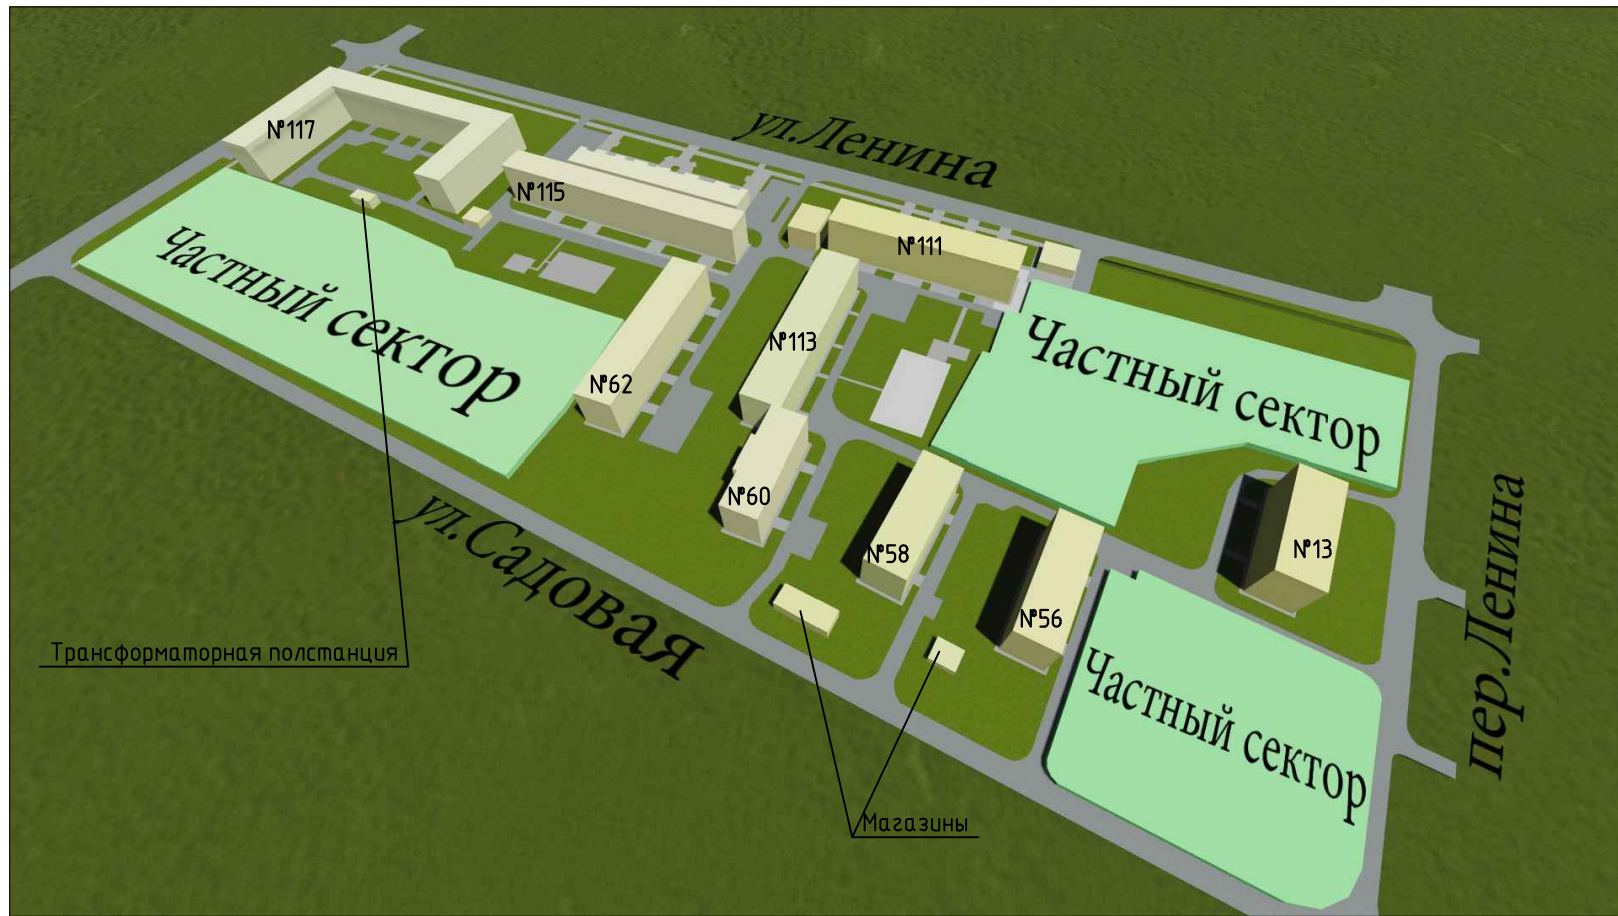 ул.Ленина
№117
№115
№111
Частный сектор
№113
№62
Частный сектор
№60
№58
№13
№56
ул.Садовая
пер.Ленина
Трансформаторная полстанция
Частный сектор
Магазины